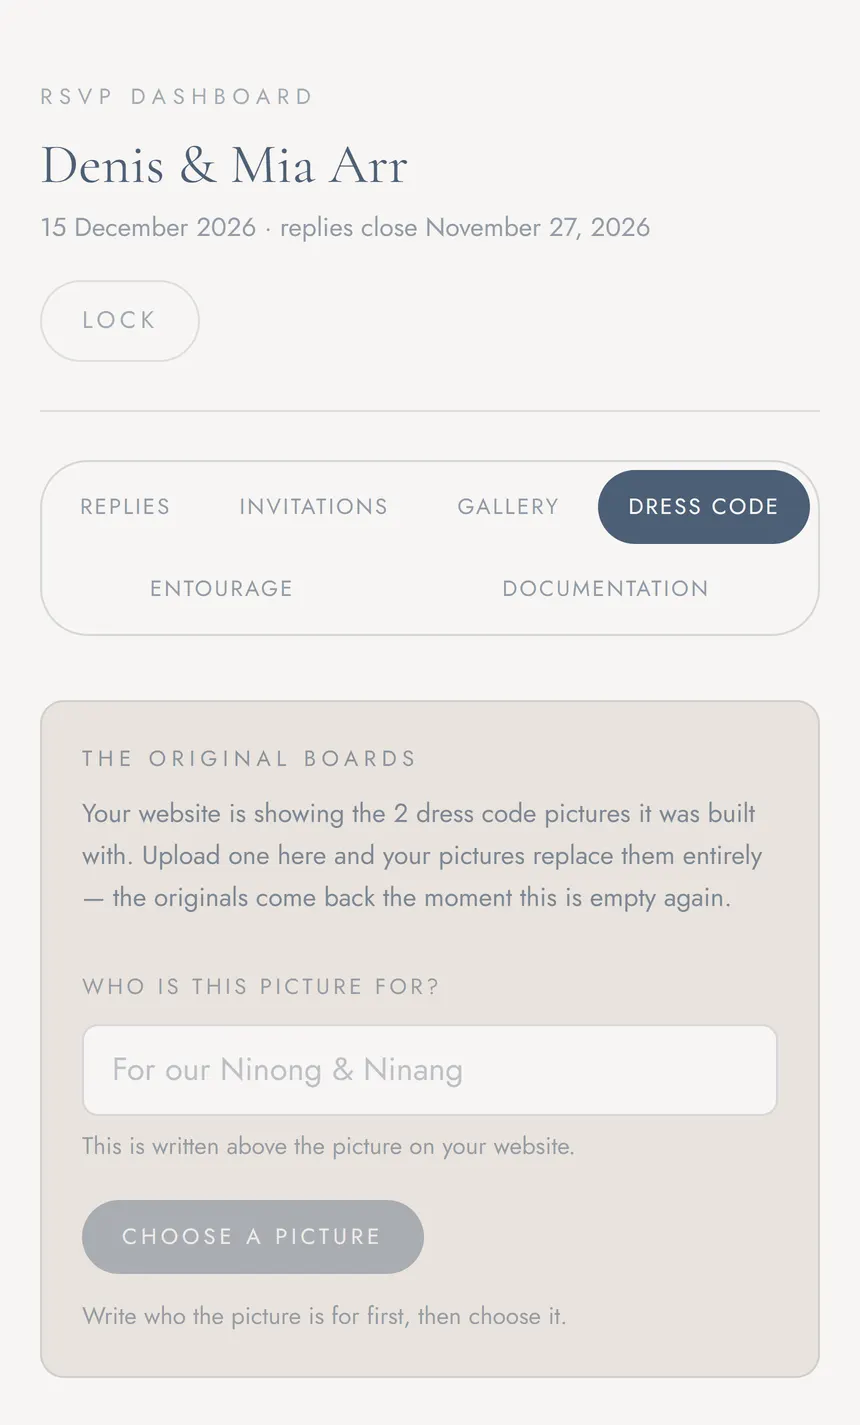 RSVP DASHBOARD
Denis & Mia Arr
15 December 2026 · replies close November 27, 2026
LOCK
REPLIES INVITATIONS GALLERY DRESS CODE
ENTOURAGE DOCUMENTATION
THE ORIGINAL BOARDS
Your website is showing the 2 dress code pictures it was built
with. Upload one here and your pictures replace them entirely
— the originals come back the moment this is empty again.
WHO IS THIS PICTURE FOR?
For our Ninong & Ninang
This is written above the picture on your website.
CHOOSE A PICTURE
Write who the picture is for first, then choose it.